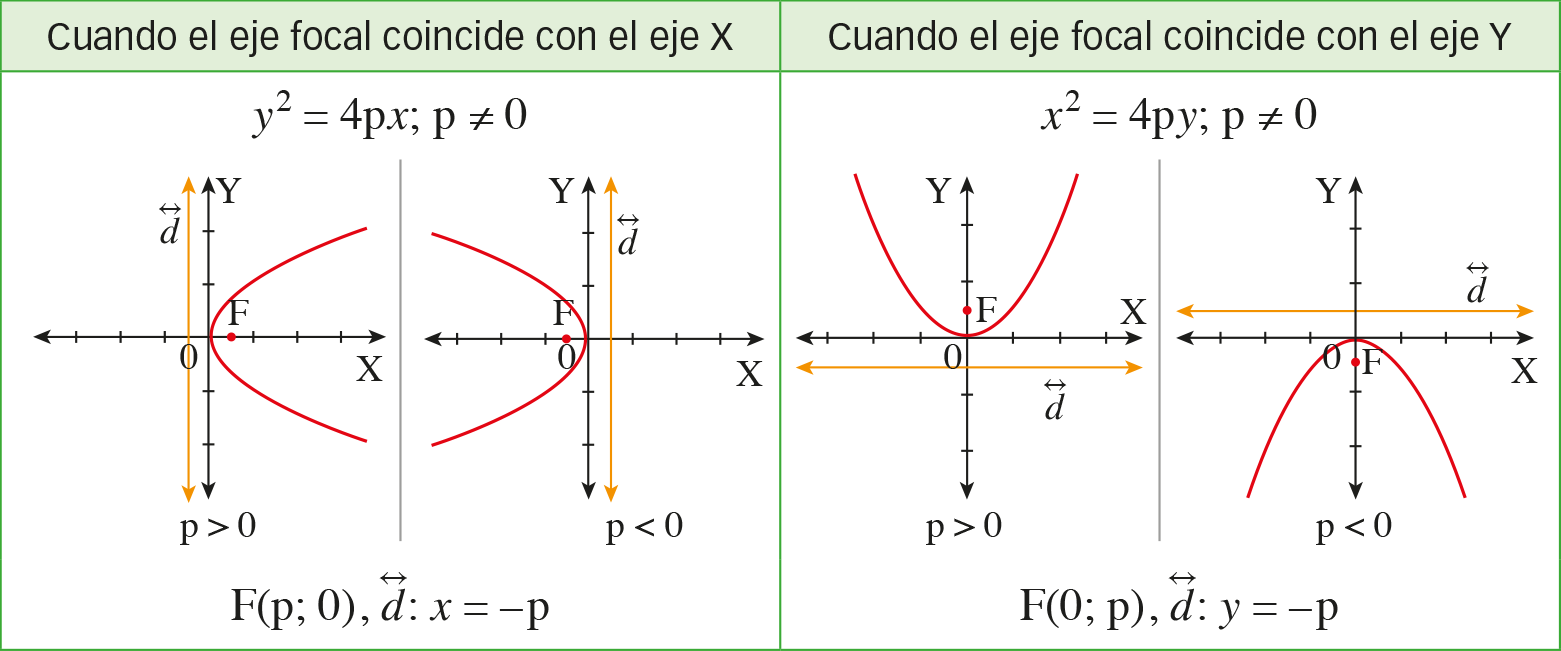 Cuando el eje focal coincide con el eje X
y² = 4px; p ≠ 0
Y
d
F
0
X
p > 0
Y
d
F
0
X
p < 0
F(p; 0), d: x = –p
Cuando el eje focal coincide con el eje Y
x² = 4py; p ≠ 0
Y
F
X
0
d
p > 0
Y
d
0
F
X
p < 0
F(0; p), d: y = –p